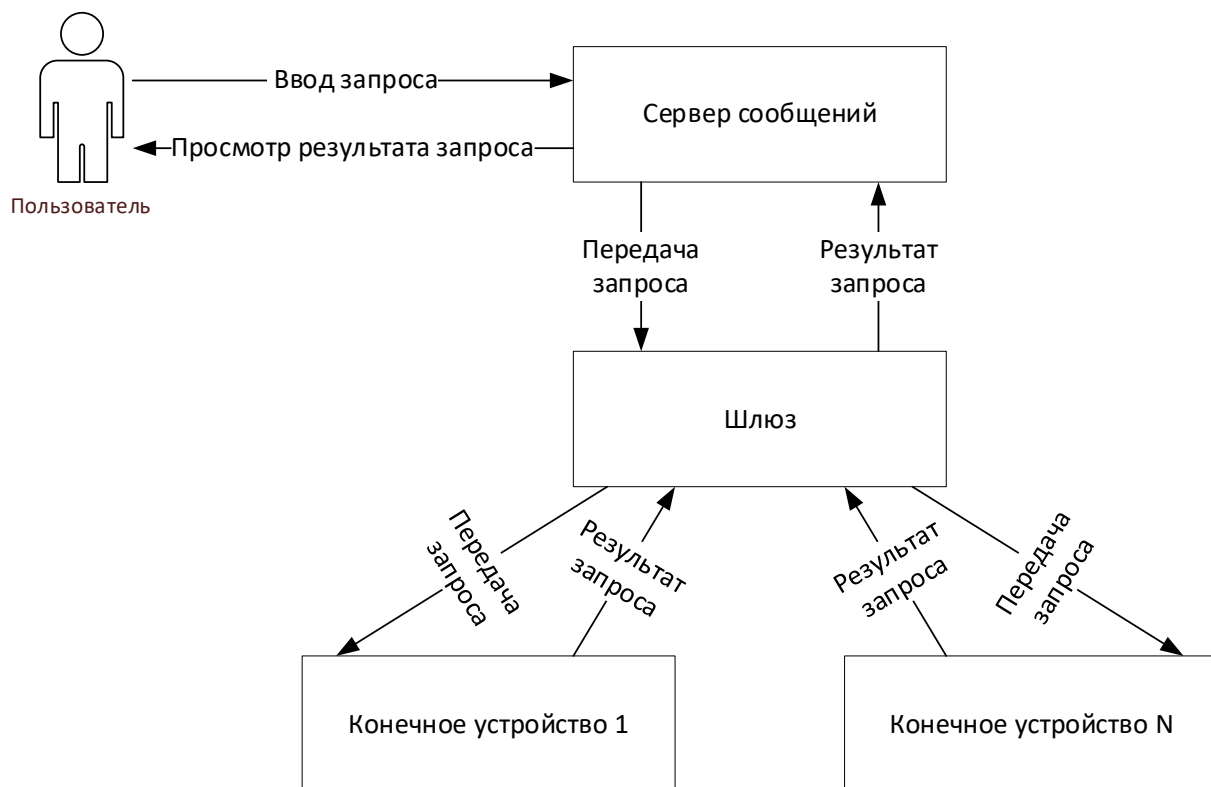 Ввод запроса
Сервер сообщений
Просмотр результата запроса
Пользователь
Передача
запроса
Результат
запроса
Шлюз
Передача
запроса
Результат
запроса
Результат
запроса
Передача
запроса
Конечное устройство 1
Конечное устройство N